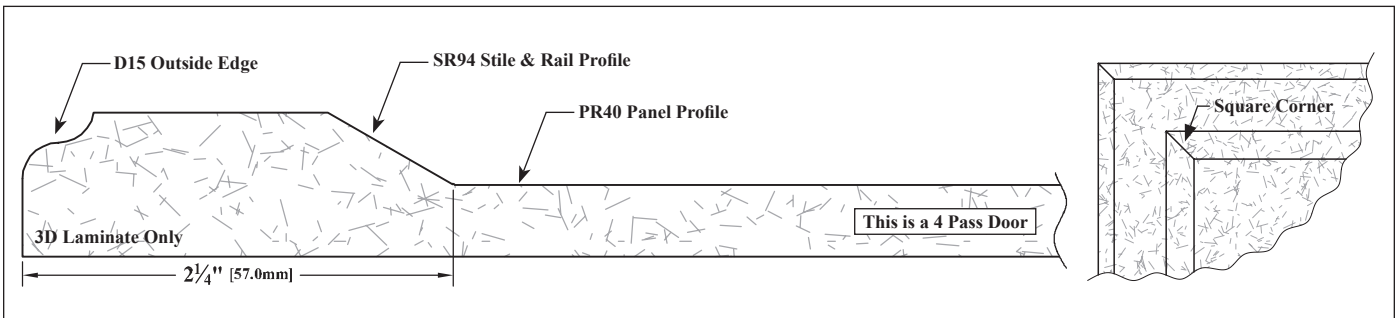 D15 Outside Edge
SR94 Stile & Rail Profile
PR40 Panel Profile
Square Corner
This is a 4 Pass Door
3D Laminate Only
2¼" [57.0mm]